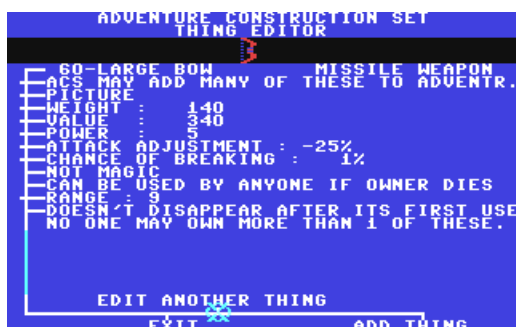 ADVENTURE CONSTRUCTION SET
THING EDITOR
60-LARGE BOW MISSILE WEAPON
ACS MAY ADD MANY OF THESE TO ADVENTR.
PICTURE
WEIGHT : 140
VALUE : 340
POWER : 5
ATTACK ADJUSTMENT : -25%
CHANCE OF BREAKING : 1%
NOT MAGIC
CAN BE USED BY ANYONE IF OWNER DIES
RANGE : 9
DOESN'T DISAPPEAR AFTER ITS FIRST USE
NO ONE MAY OWN MORE THAN 1 OF THESE.
EDIT ANOTHER THING
EXIT ADD THING